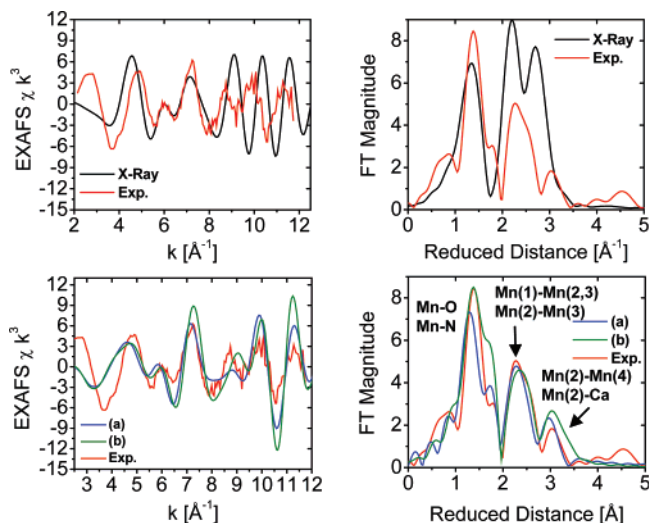 EXAFS χ k³
12
9
6
3
0
-3
-6
-9
-12
-15
X-Ray
Exp.
2
4
6
8
10
12
k [Å⁻¹]
FT Magnitude
8
6
4
2
0
X-Ray
Exp.
0
1
2
3
4
5
Reduced Distance [Å⁻¹]
EXAFS χ k³
12
9
6
3
0
-3
-6
-9
-12
-15
(a)
(b)
Exp.
3
4
5
6
7
8
9
10
11
12
k [Å⁻¹]
FT Magnitude
8
6
4
2
0
Mn-O
Mn-N
Mn(1)-Mn(2,3)
Mn(2)-Mn(3)
(a)
(b)
Exp.
Mn(2)-Mn(4)
Mn(2)-Ca
0
1
2
3
4
5
Reduced Distance [Å]